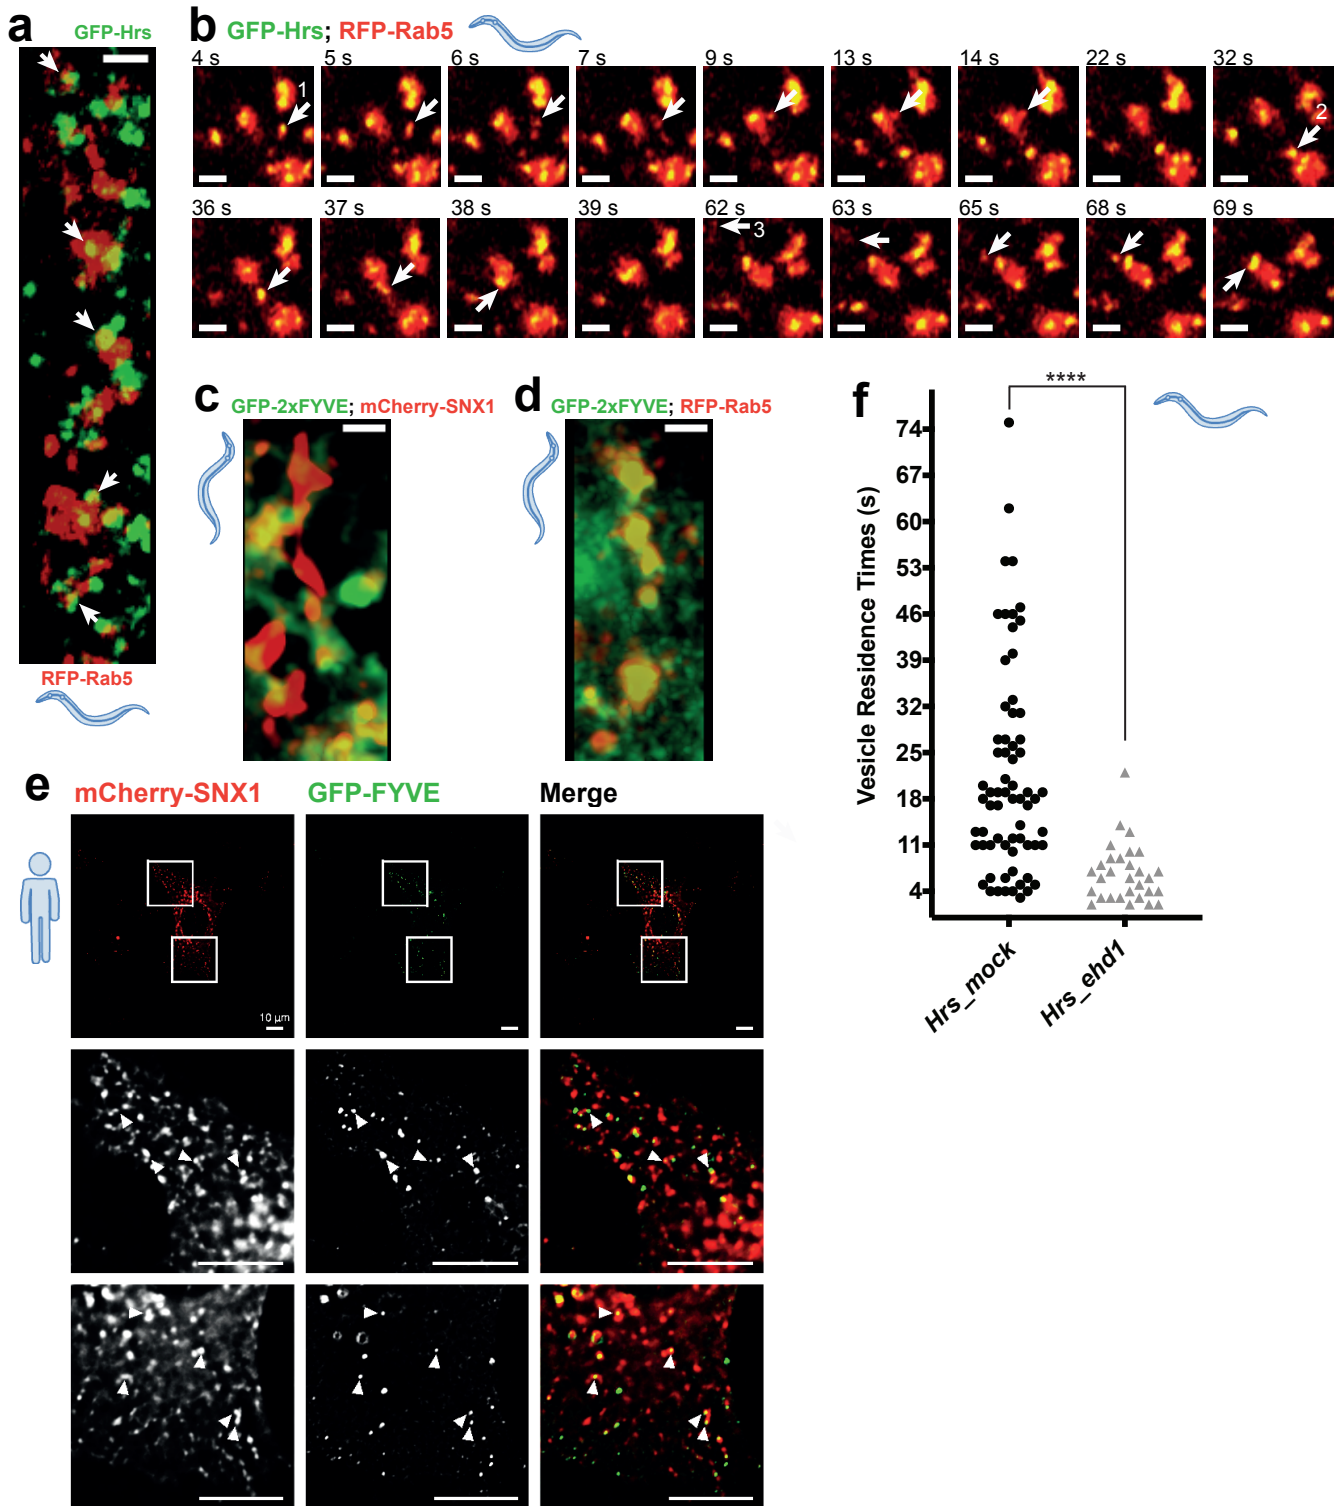 a
GFP-Hrs
RFP-Rab5
b GFP-Hrs; RFP-Rab5
4 s 5 s 6 s 7 s 9 s 13 s 14 s 22 s 32 s
1
2
36 s 37 s 38 s 39 s 62 s 63 s 65 s 68 s 69 s
3
c
GFP-2xFYVE; mCherry-SNX1
d
GFP-2xFYVE; RFP-Rab5
e
mCherry-SNX1 GFP-FYVE Merge
10 µm
f
****
Vesicle Residence Times (s)
74
67
60
53
46
39
32
25
18
11
4
Hrs_mock
Hrs_ehd1